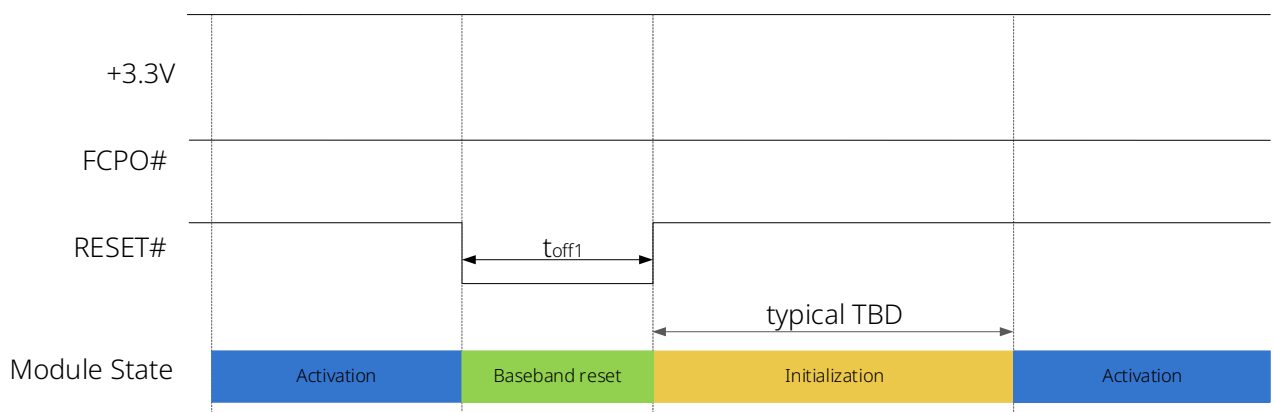 +3.3V
FCPO#
RESET#
toff1
typical TBD
Module State
Activation
Baseband reset
Initialization
Activation